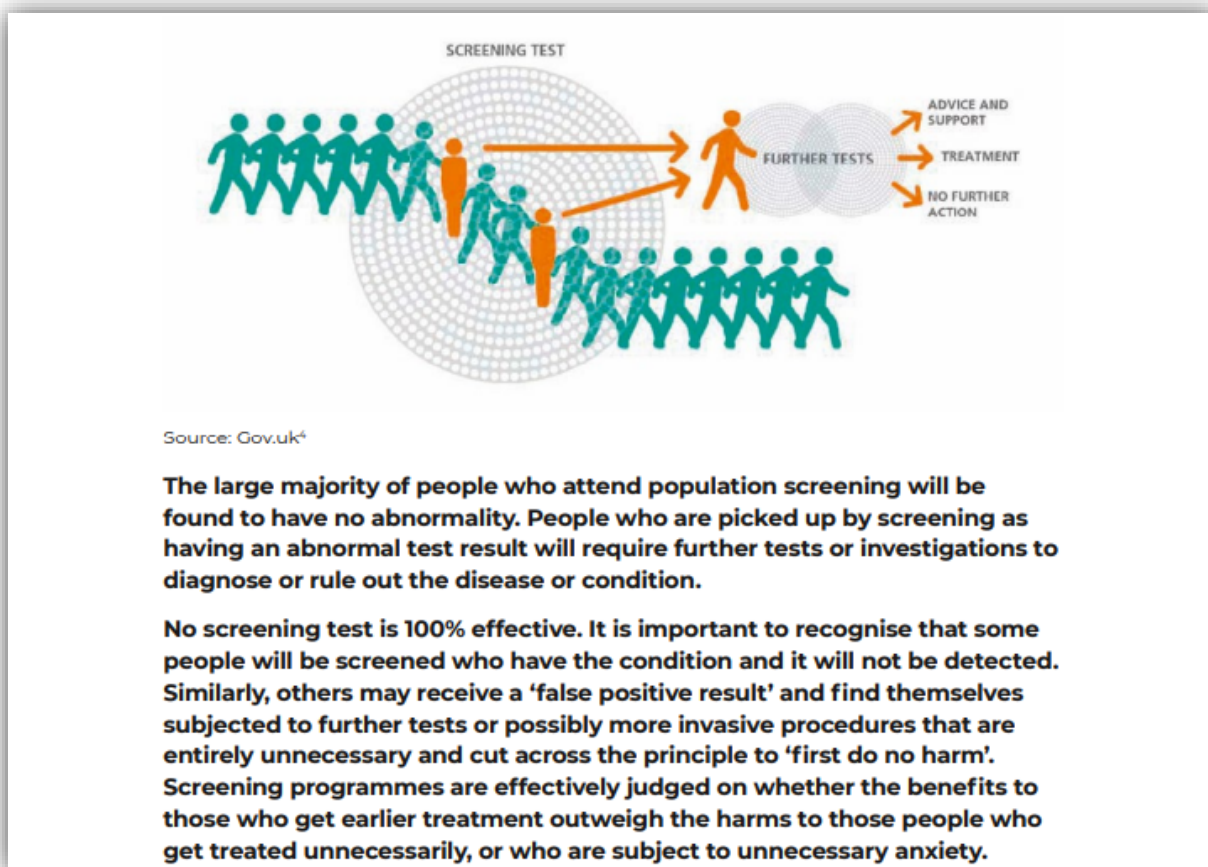 SCREENING TEST
ADVICE AND
SUPPORT
FURTHER TESTS
TREATMENT
NO FURTHER
ACTION
Source: Gov.uk⁴
The large majority of people who attend population screening will be
found to have no abnormality. People who are picked up by screening as
having an abnormal test result will require further tests or investigations to
diagnose or rule out the disease or condition.
No screening test is 100% effective. It is important to recognise that some
people will be screened who have the condition and it will not be detected.
Similarly, others may receive a ‘false positive result’ and find themselves
subjected to further tests or possibly more invasive procedures that are
entirely unnecessary and cut across the principle to ‘first do no harm’.
Screening programmes are effectively judged on whether the benefits to
those who get earlier treatment outweigh the harms to those people who
get treated unnecessarily, or who are subject to unnecessary anxiety.